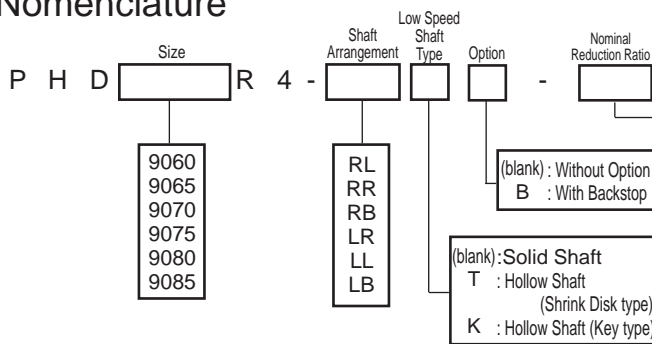 Nomenclature
Size
Shaft
Arrangement
Low Speed
Shaft
Type
Option
Nominal
Reduction Ratio
P H D R 4 - -
9060
9065
9070
9075
9080
9085
RL
RR
RB
LR
LL
LB
(blank) : Without Option
B : With Backstop
(blank) : Solid Shaft
T : Hollow Shaft
(Shrink Disk type)
K : Hollow Shaft (Key type)